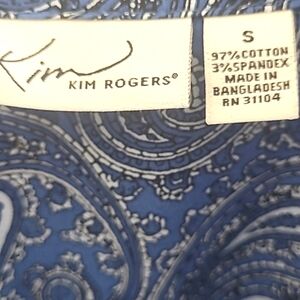 Kim
KIM ROGERS®
S
97%COTTON
3%SPANDEX
MADE IN
BANGLADESH
RN 31104